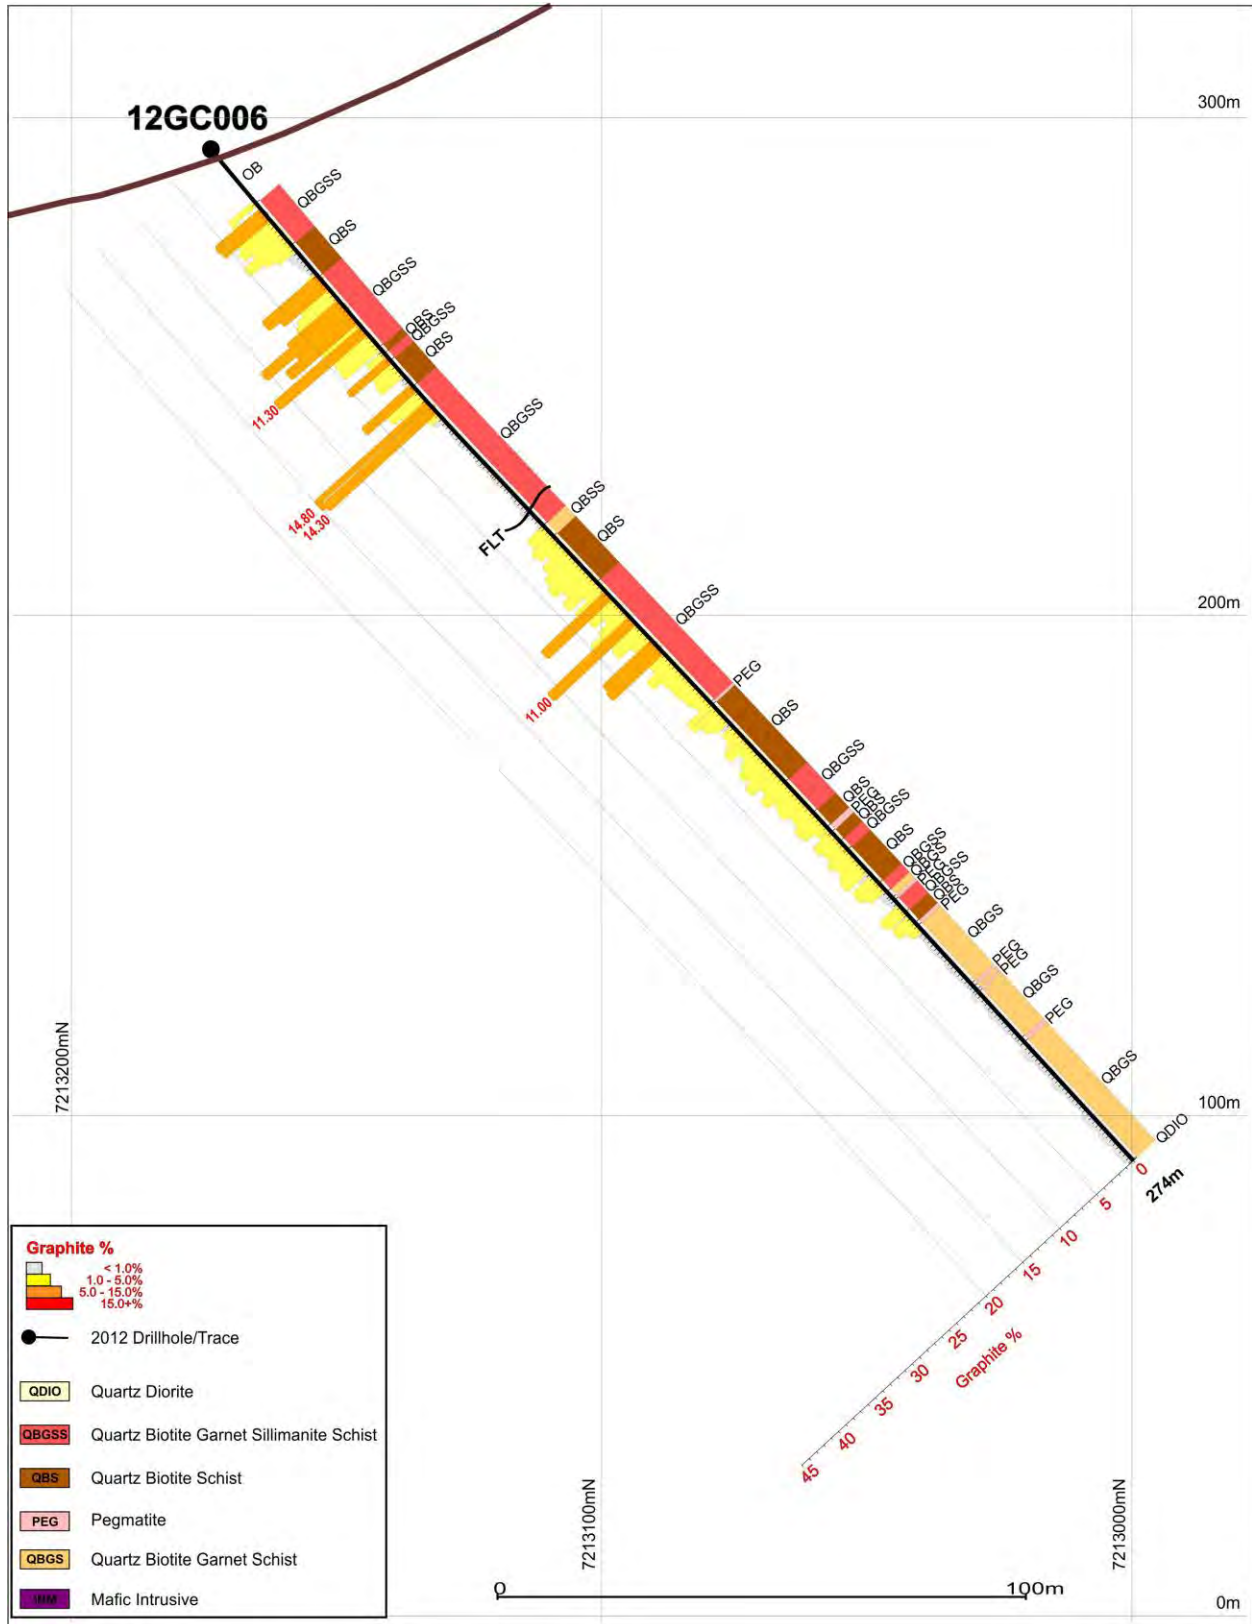 300m
12GC006
OB
QBGSS
QBS
QBGSS
QBS
QBGSS
QBS
11.30
QBGSS
14.80
14.30
FLT
QBSS
QBS
200m
QBGSS
11.00
PEG
QBS
QBGSS
QBS
PEG
QBGSS
QBS
QBGSS
PEG
QBGS
PEG
PEG
QBGS
PEG
7213200mN
QBGS
100m
QDIO
274m
0
5
10
15
20
25
30
35
40
45
Graphite %
Graphite %
< 1.0%
1.0 - 5.0%
5.0 - 15.0%
15.0+%
2012 Drillhole/Trace
QDIO Quartz Diorite
QBGSS Quartz Biotite Garnet Sillimanite Schist
QBS Quartz Biotite Schist
PEG Pegmatite
QBGS Quartz Biotite Garnet Schist
Mafic Intrusive
7213100mN
7213000mN
0 100m
0m